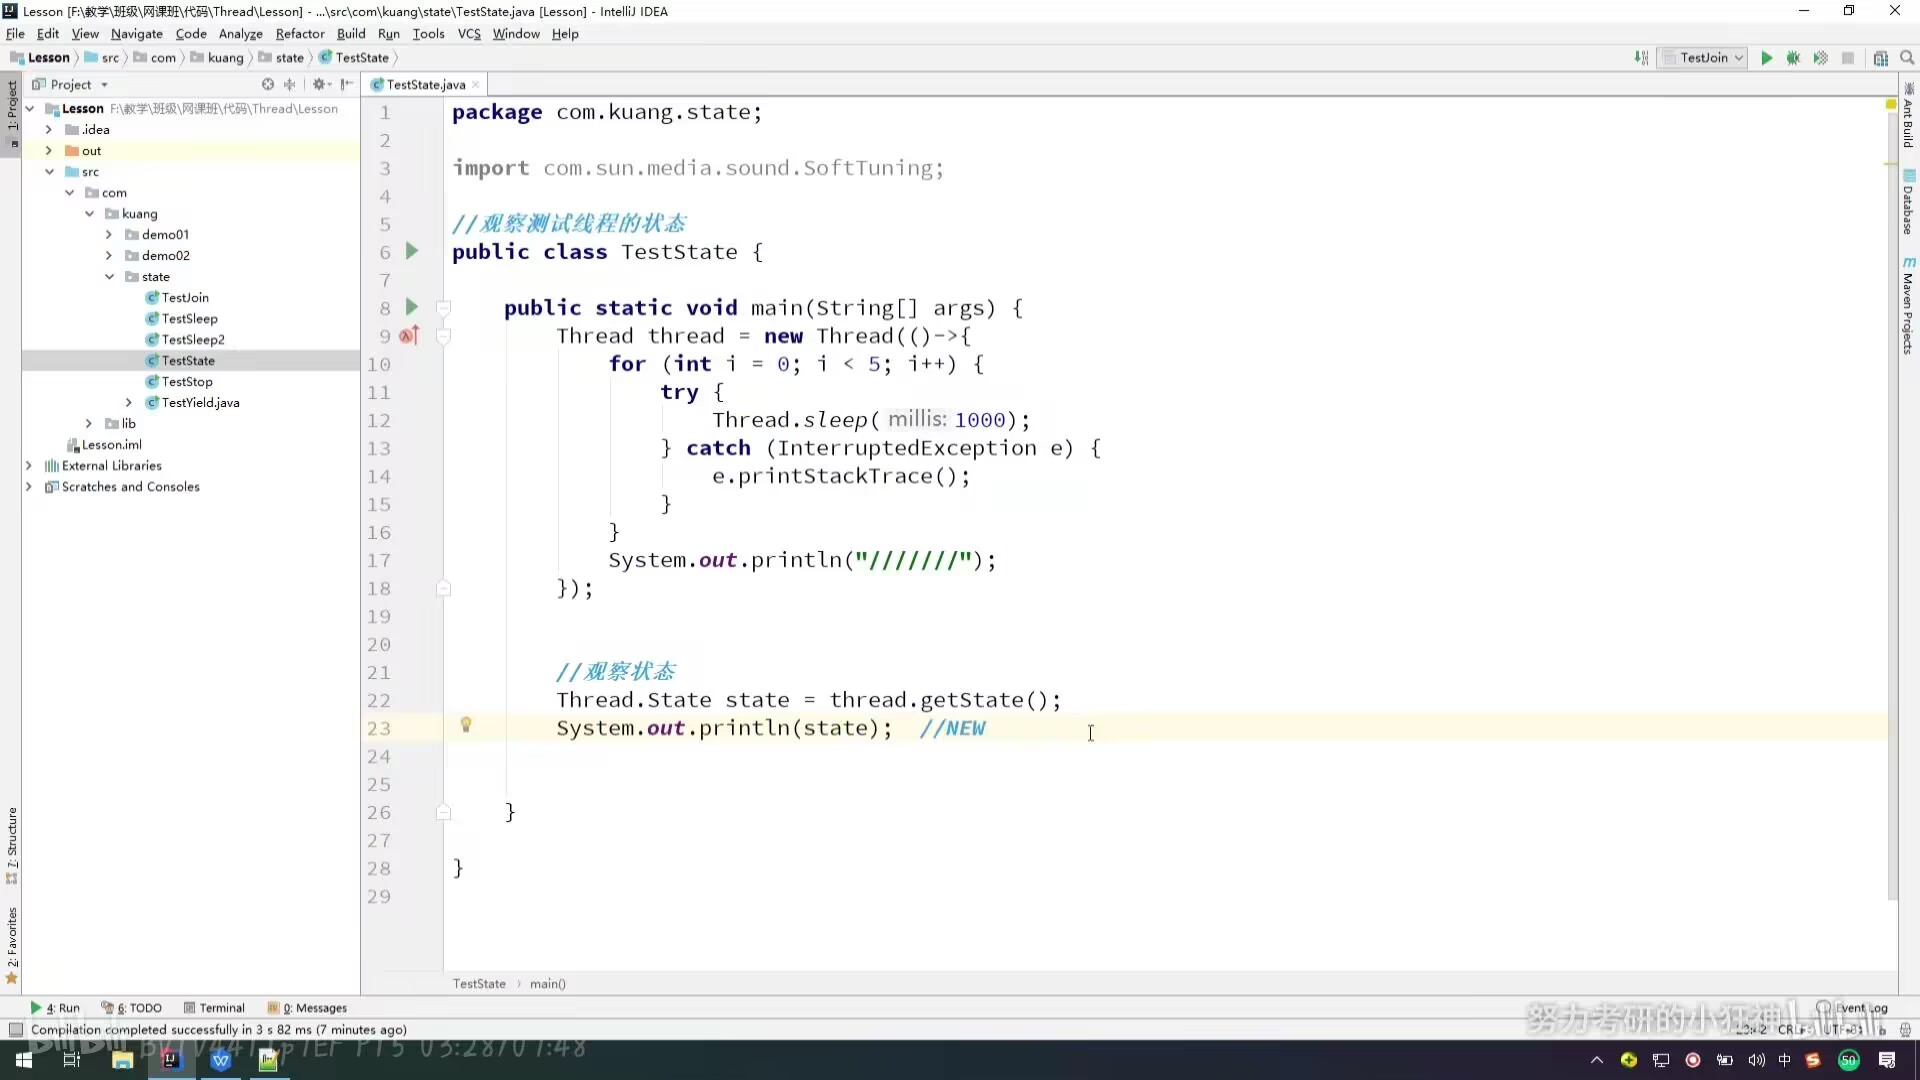 Lesson [F:\教学\班级\网课班\代码\Thread\Lesson] - ...\src\com\kuang\state\TestState.java [Lesson] - IntelliJ IDEA
File Edit View Navigate Code Analyze Refactor Build Run Tools VCS Window Help
Lesson src com kuang state TestState
TestJoin
Project
TestState.java
1: Project
Lesson F:\教学\班级\网课班\代码\Thread\Lesson
.idea
out
src
com
kuang
demo01
demo02
state
TestJoin
TestSleep
TestSleep2
TestState
TestStop
TestYield.java
lib
Lesson.iml
External Libraries
Scratches and Consoles
1 package com.kuang.state;
2
3 import com.sun.media.sound.SoftTuning;
4
5 //观察测试线程的状态
6 public class TestState {
7
8 public static void main(String[] args) {
9 Thread thread = new Thread(()->{
10 for (int i = 0; i < 5; i++) {
11 try {
12 Thread.sleep( millis: 1000);
13 } catch (InterruptedException e) {
14 e.printStackTrace();
15 }
16 }
17 System.out.println("///////");
18 });
19
20
21 //观察状态
22 Thread.State state = thread.getState();
23 System.out.println(state); //NEW
24
25
26 }
27
28 }
29
Ant Build
Database
Maven Projects
7: Structure
2: Favorites
TestState main()
4: Run 6: TODO Terminal 0: Messages
Event Log
Compilation completed successfully in 3 s 82 ms (7 minutes ago)
努力考研的小狂神
中
50